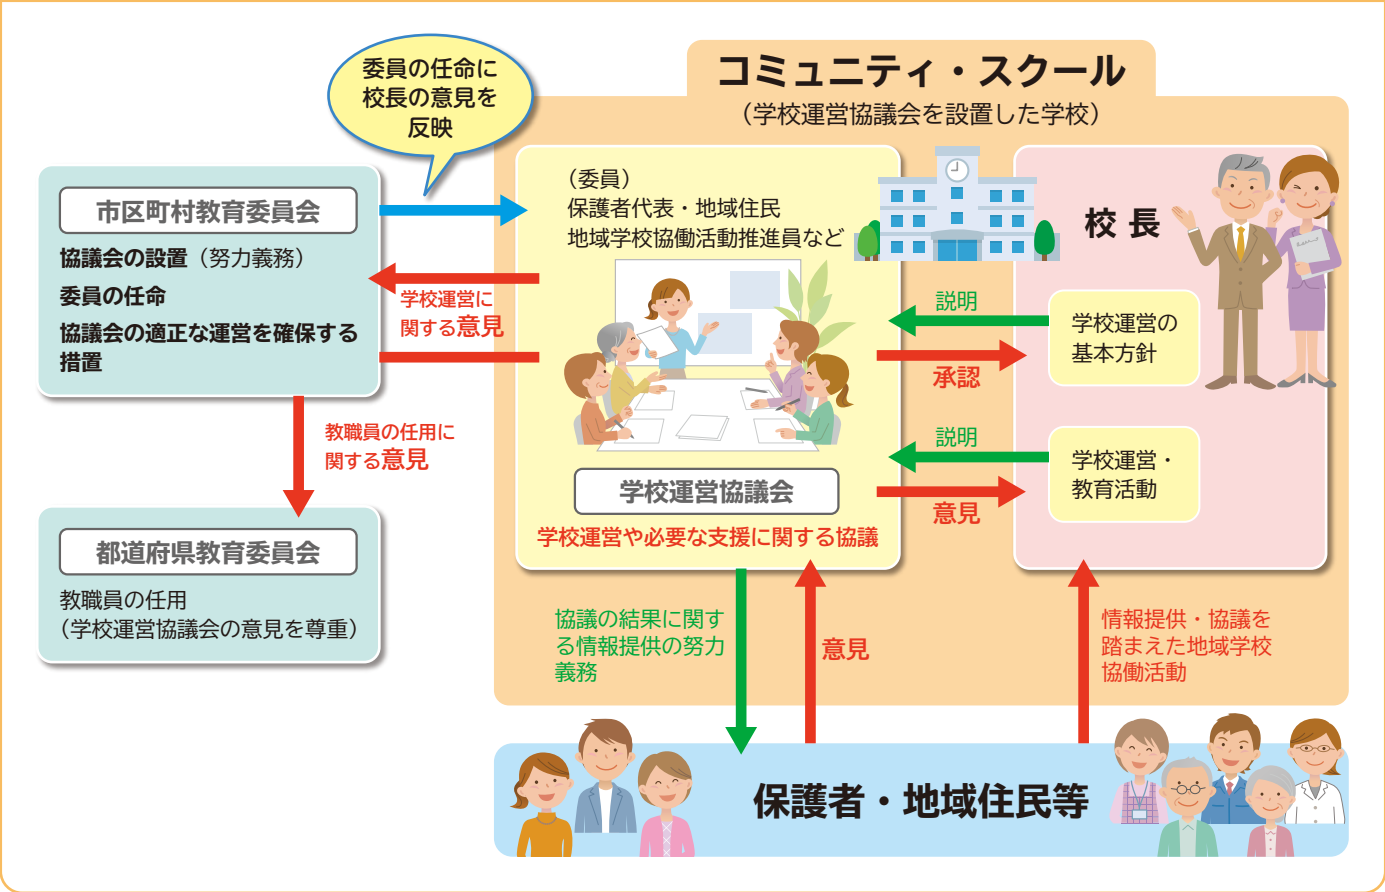 コミュニティ・スクール
（学校運営協議会を設置した学校）
委員の任命に
校長の意見を
反映
市区町村教育委員会
協議会の設置（努力義務）
委員の任命
協議会の適正な運営を確保する
措置
学校運営に
関する意見
教職員の任用に
関する意見
都道府県教育委員会
教職員の任用
（学校運営協議会の意見を尊重）
（委員）
保護者代表・地域住民
地域学校協働活動推進員など
学校運営協議会
学校運営や必要な支援に関する協議
校長
説明
承認
学校運営の
基本方針
説明
意見
学校運営・
教育活動
協議の結果に関す
る情報提供の努力
義務
意見
情報提供・協議を
踏まえた地域学校
協働活動
保護者・地域住民等